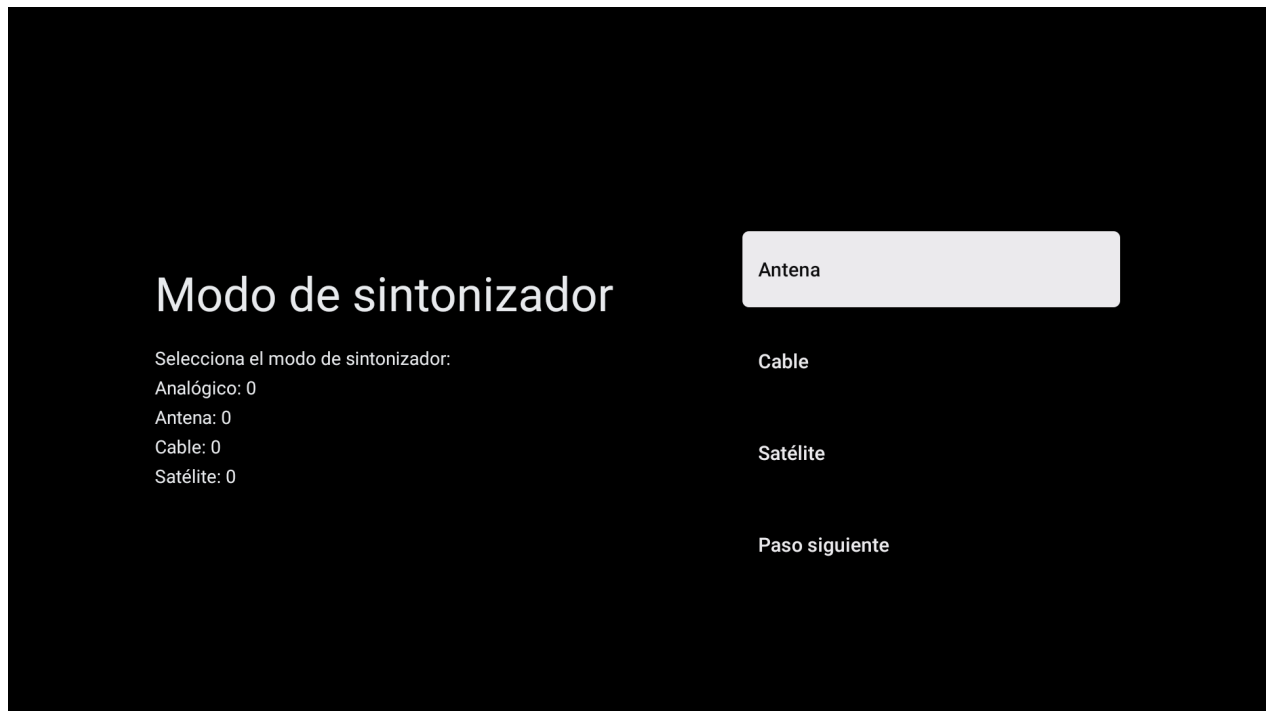 Modo de sintonizador
Selecciona el modo de sintonizador:
Analógico: 0
Antena: 0
Cable: 0
Satélite: 0
Antena
Cable
Satélite
Paso siguiente